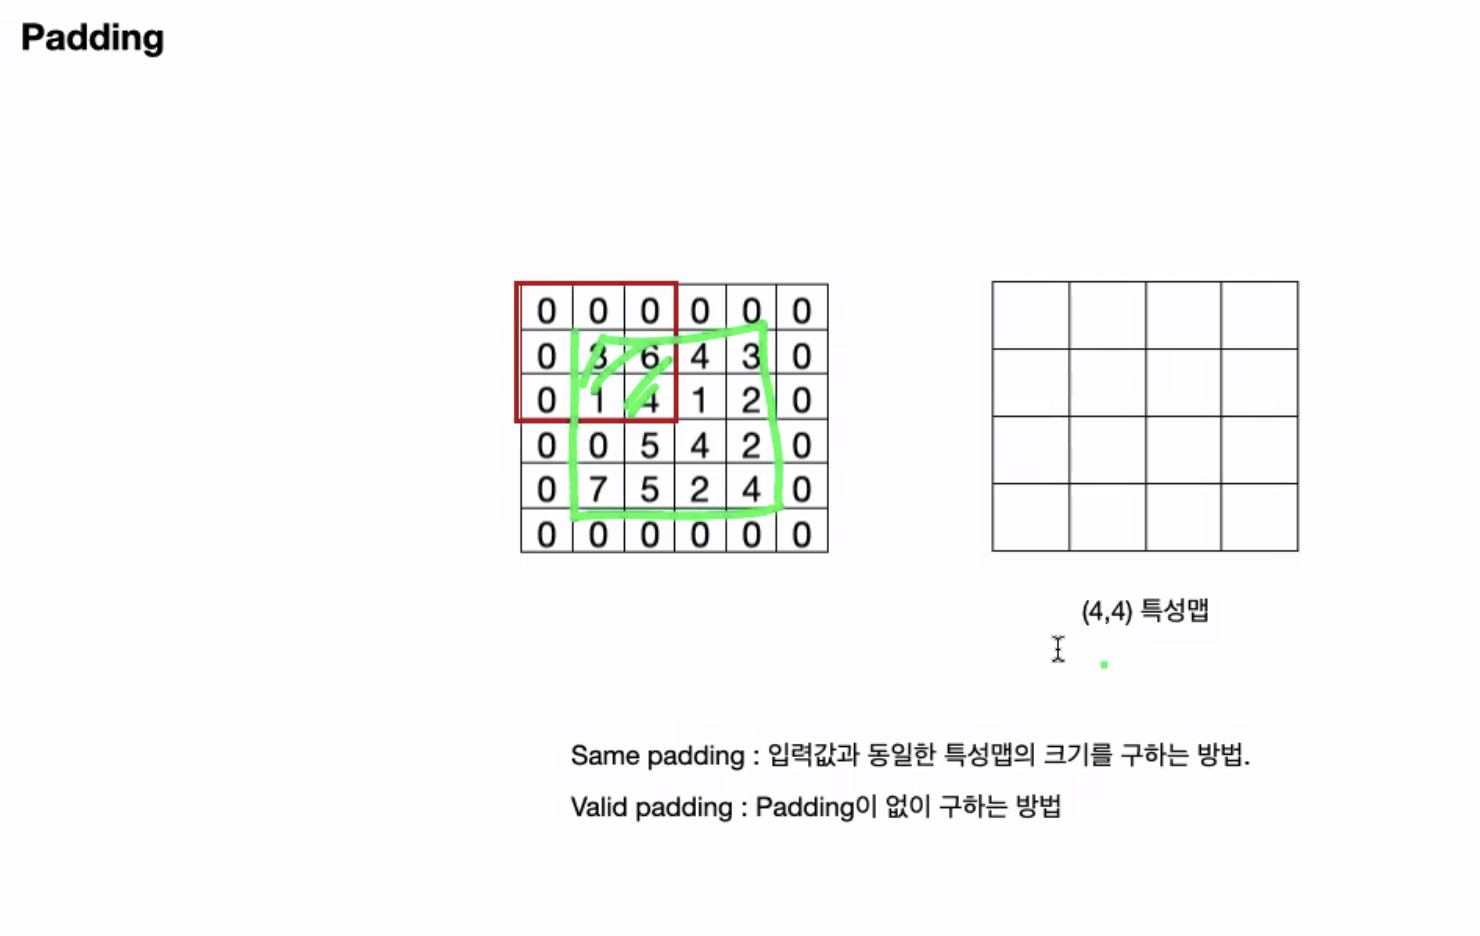 Padding
0 0 0 0 0 0
0 3 6 4 3 0
0 1 4 1 2 0
0 0 5 4 2 0
0 7 5 2 4 0
0 0 0 0 0 0
(4,4) 특성맵
Same padding : 입력값과 동일한 특성맵의 크기를 구하는 방법.
Valid padding : Padding이 없이 구하는 방법